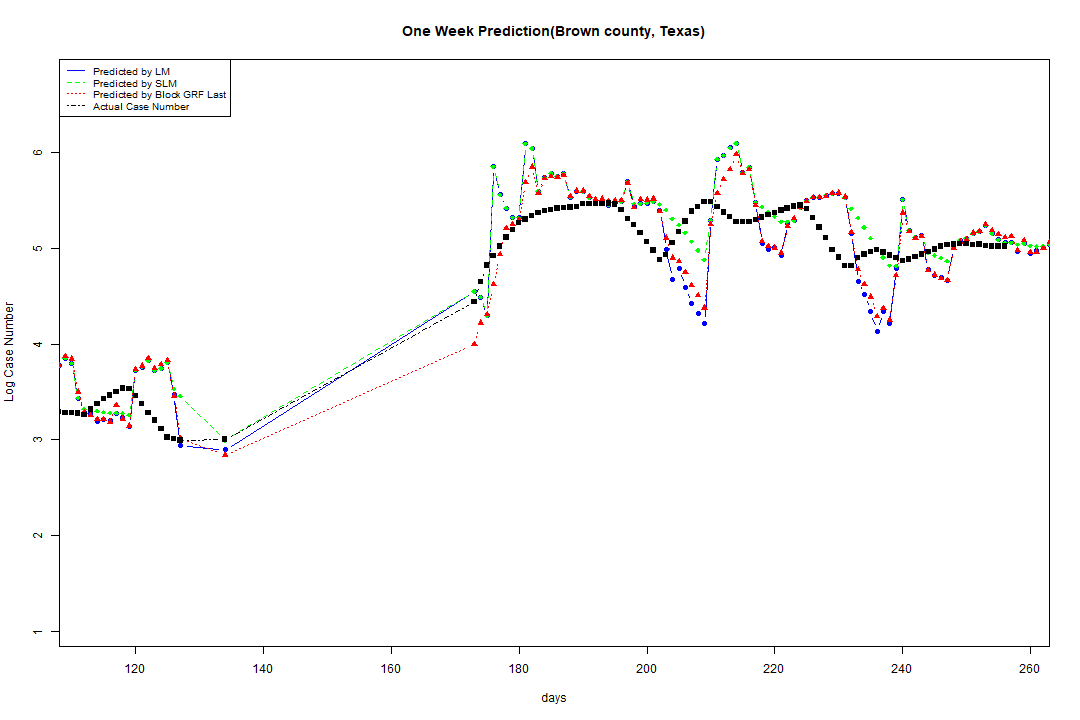 One Week Prediction(Brown county, Texas)
Predicted by LM
Predicted by SLM
Predicted by Block GRF Last
Actual Case Number
6
5
4
3
2
1
Log Case Number
120 140 160 180 200 220 240 260
days